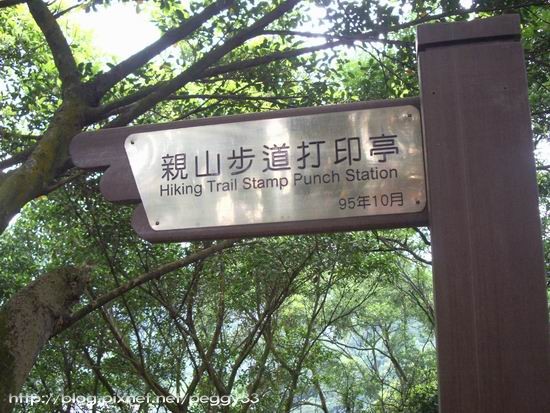 親山步道打印亭
Hiking Trail Stamp Punch Station
95年10月
http://blog.pixnet.net/peggy53